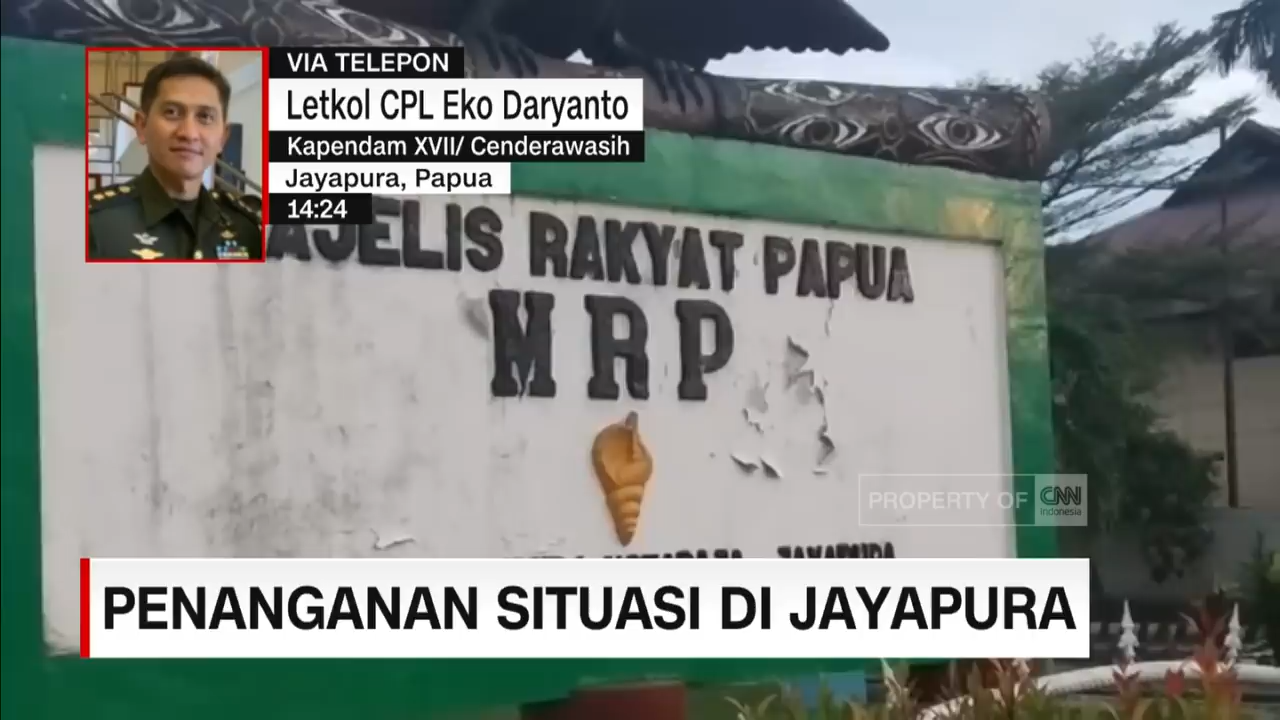 VIA TELEPON
Letkol CPL Eko Daryanto
Kapendam XVII/ Cenderawasih
Jayapura, Papua
14:24
AJELIS RAKYAT PAPUA
MRP
PROPERTY OF CNN Indonesia
JAYAPURA
PENANGANAN SITUASI DI JAYAPURA